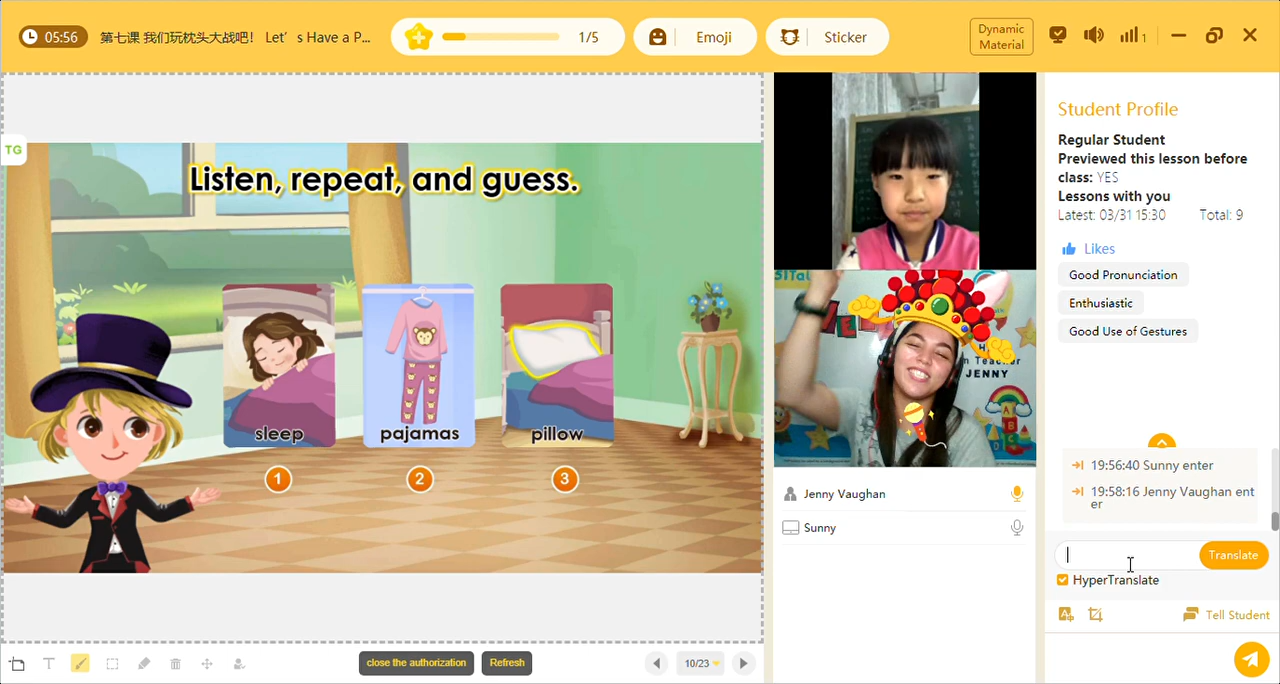 05:56
第七课 我们玩枕头大战吧! Let's Have a P...
1/5
Emoji
Sticker
Dynamic
Material
1
TG
Listen, repeat, and guess.
sleep
pajamas
pillow
1
2
3
51Tal
JENNY
A
B
C
Student Profile
Regular Student
Previewed this lesson before
class: YES
Lessons with you
Latest: 03/31 15:30 Total: 9
Likes
Good Pronunciation
Enthusiastic
Good Use of Gestures
19:56:40 Sunny enter
19:58:16 Jenny Vaughan ent
er
Jenny Vaughan
Sunny
Translate
HyperTranslate
Tell Student
close the authorization
Refresh
10/23